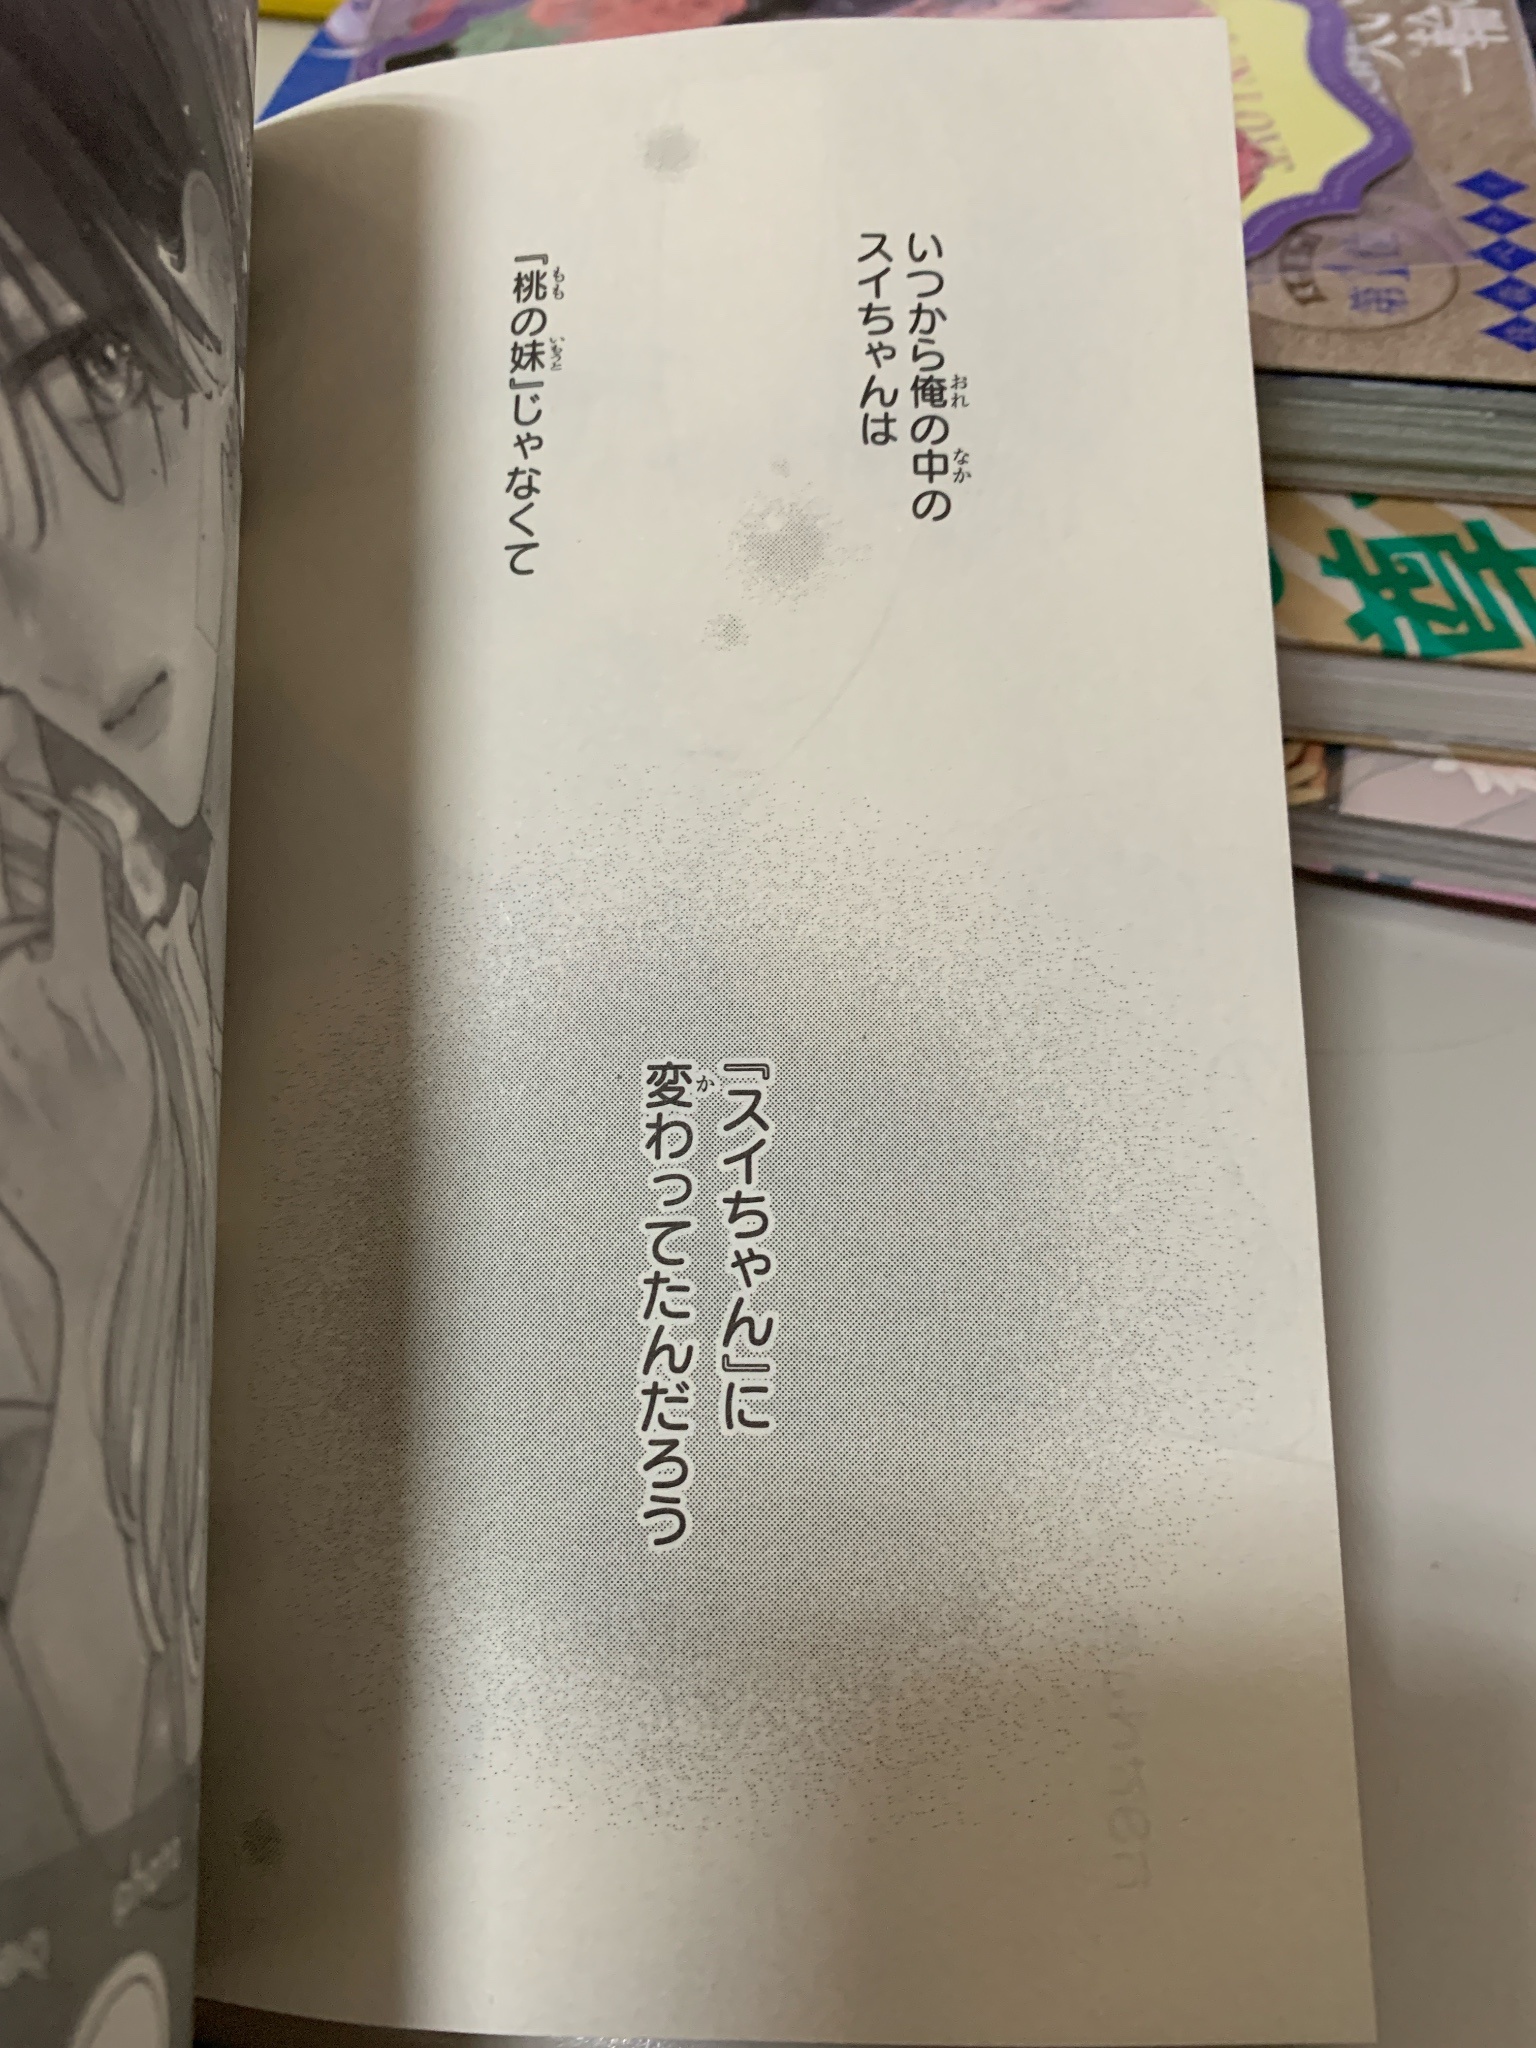 いつから俺の中の
スイちゃんは
『桃の妹』じゃなくて
『スイちゃん』に
変わってたんだろう